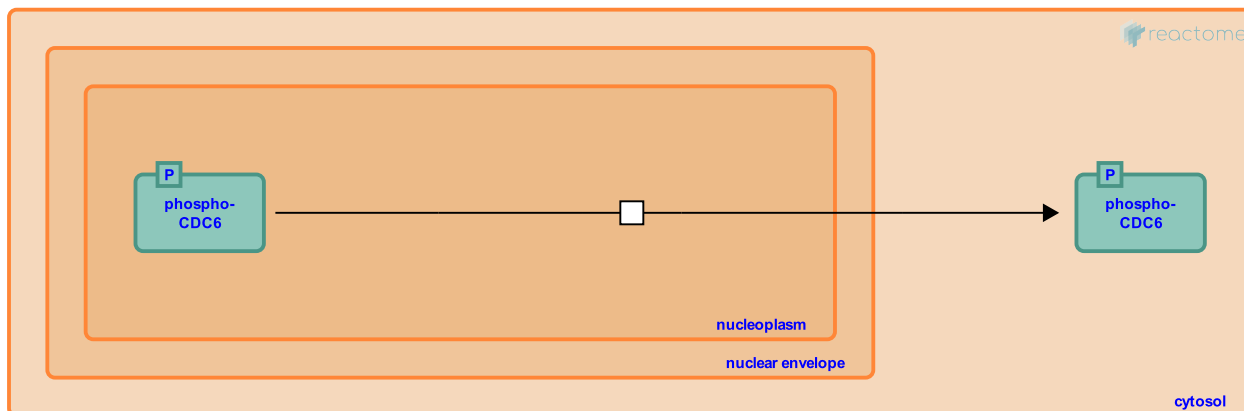 reactome
P
phospho-
CDC6
P
phospho-
CDC6
nucleoplasm
nuclear envelope
cytosol